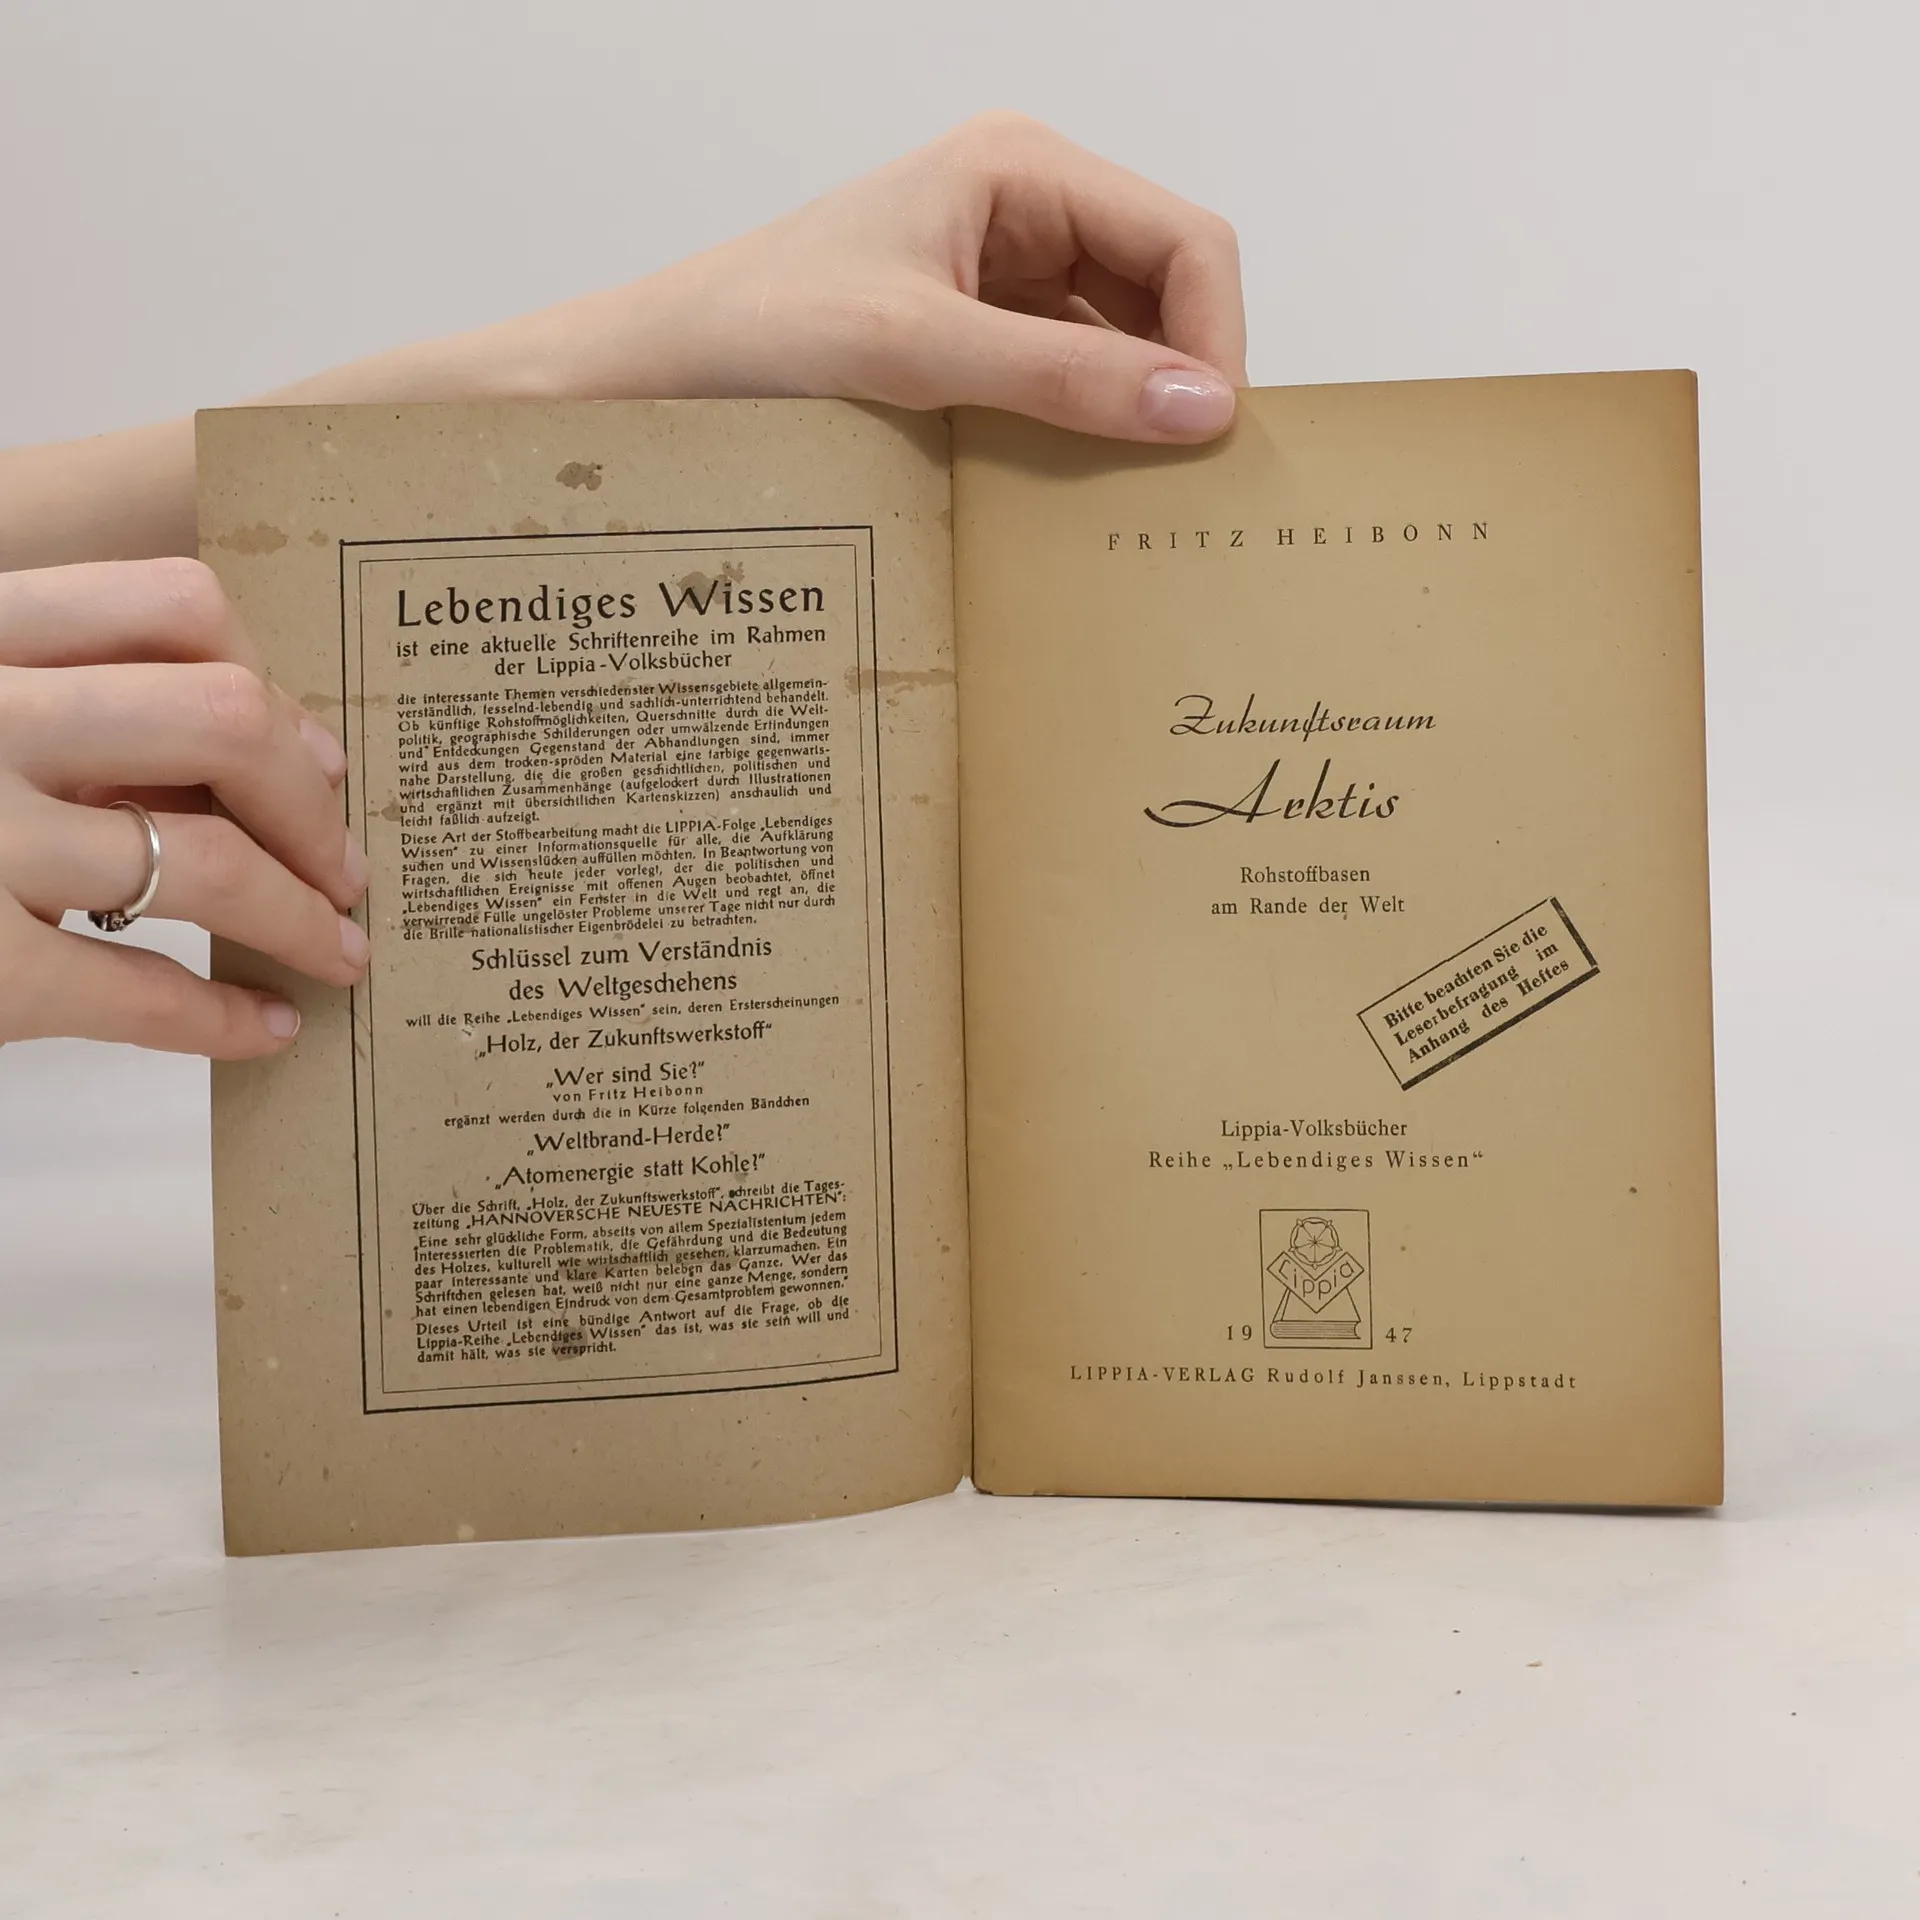 Lebendiges Wissen
ist eine aktuelle Schriftenreihe im Rahmen
der Lippia-Volksbücher
die interessante Themen verschiedenster Wissensgebiete allgemein-
verständlich, fesselnd-lebendig und sachlich-unterrichtend behandelt.
Ob künftige Rohstoffmöglichkeiten, Querschnitte durch die Welt-
politik, geographische Schilderungen oder umwälzende Erfindungen
und Entdeckungen Gegenstand der Abhandlungen sind, immer
wird aus dem trocken-spröden Material eine farbige gegenwarts-
nahe Darstellung, die die großen geschichtlichen, politischen und
wirtschaftlichen Zusammenhänge (aufgelockert durch Illustrationen
und ergänzt mit übersichtlichen Kartenskizzen) anschaulich und
leicht faßlich aufzeigt.
Diese Art der Stoffbearbeitung macht die LIPPIA-Folge „Lebendiges
Wissen“ zu einer Informationsquelle für alle, die Aufklärung
suchen und Wissenslücken auffüllen möchten. In Beantwortung von
Fragen, die sich heute jeder vorlegt, der die politischen und
wirtschaftlichen Ereignisse mit offenen Augen beobachtet, öffnet
„Lebendiges Wissen“ ein Fenster in die Welt und regt an, die
verwirrende Fülle ungelöster Probleme unserer Tage nicht nur durch
die Brille nationalistischer Eigenbrödelei zu betrachten.
Schlüssel zum Verständnis
des Weltgeschehens
will die Reihe „Lebendiges Wissen“ sein, deren Ersterscheinungen
„Holz, der Zukunftswerkstoff“
„Wer sind Sie?“
von Fritz Heibonn
ergänzt werden durch die in Kürze folgenden Bändchen
„Weltbrand-Herde?“
„Atomenergie statt Kohle?“
Über die Schrift, „Holz, der Zukunftswerkstoff“, schreibt die Tages-
zeitung „HANNOVERSCHE NEUESTE NACHRICHTEN“:
„Eine sehr glückliche Form, abseits von allem Spezialistentum jedem
Interessierten die Problematik, die Gefährdung und die Bedeutung
des Holzes, kulturell wie wirtschaftlich gesehen, klarzumachen. Ein
paar interessante und klare Karten beleben das Ganze. Wer das
Schriftchen gelesen hat, weiß nicht nur eine ganze Menge, sondern
hat einen lebendigen Eindruck von dem Gesamtproblem gewonnen.“
Dieses Urteil ist eine bündige Antwort auf die Frage, ob die
Lippia-Reihe „Lebendiges Wissen“ das ist, was sie sein will und
damit hält, was sie verspricht.
FRITZ HEIBONN
Zukunftsraum
Arktis
Rohstoffbasen
am Rande der Welt
Bitte beachten Sie die
Leserbefragung im
Anhang des Heftes
Lippia-Volksbücher
Reihe „Lebendiges Wissen“
Lippia
19 47
LIPPIA-VERLAG Rudolf Janssen, Lippstadt